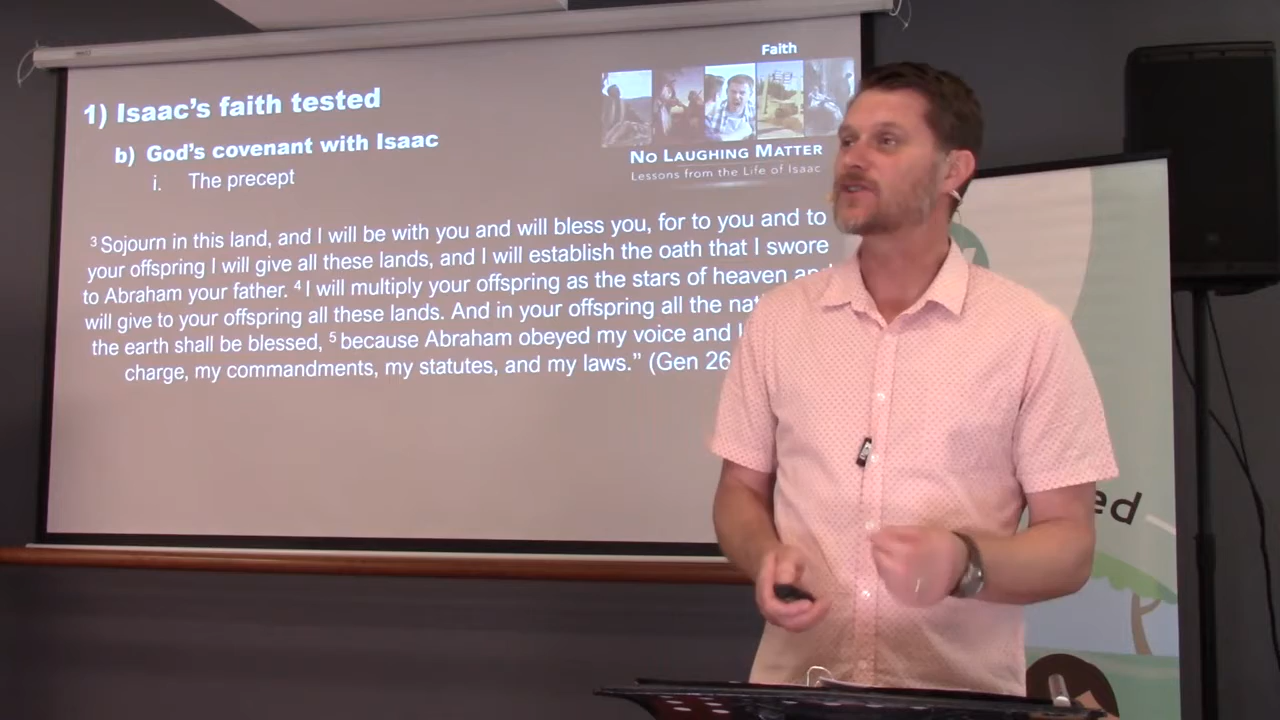 Faith
1) Isaac's faith tested
b) God's covenant with Isaac
i. The precept
No Laughing Matter
Lessons from the Life of Isaac
3 Sojourn in this land, and I will be with you and will bless you, for to you and to
your offspring I will give all these lands, and I will establish the oath that I swore
to Abraham your father. 4 I will multiply your offspring as the stars of heaven and
will give to your offspring all these lands. And in your offspring all the
the earth shall be blessed, 5 because Abraham obeyed my voice and
charge, my commandments, my statutes, and my laws." (Gen 26
ed